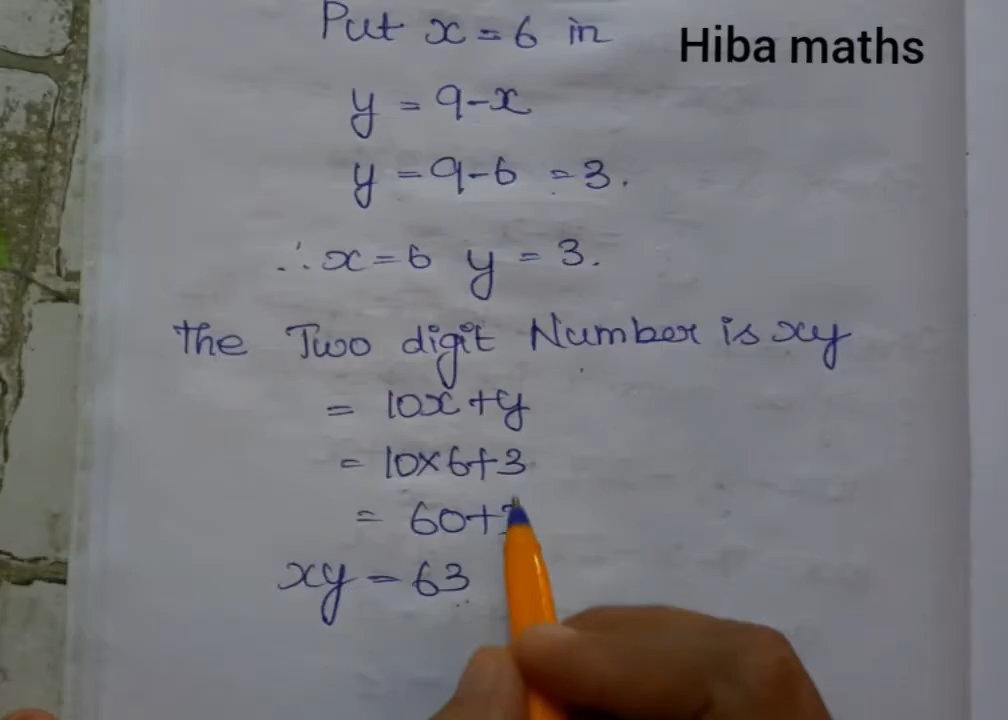 Put x = 6 in
Hiba maths
y = 9-x
y = 9-6 = 3.
∴ x = 6 y = 3.
The Two digit Number is xy
= 10x + y
= 10×6+3
= 60+
xy = 63